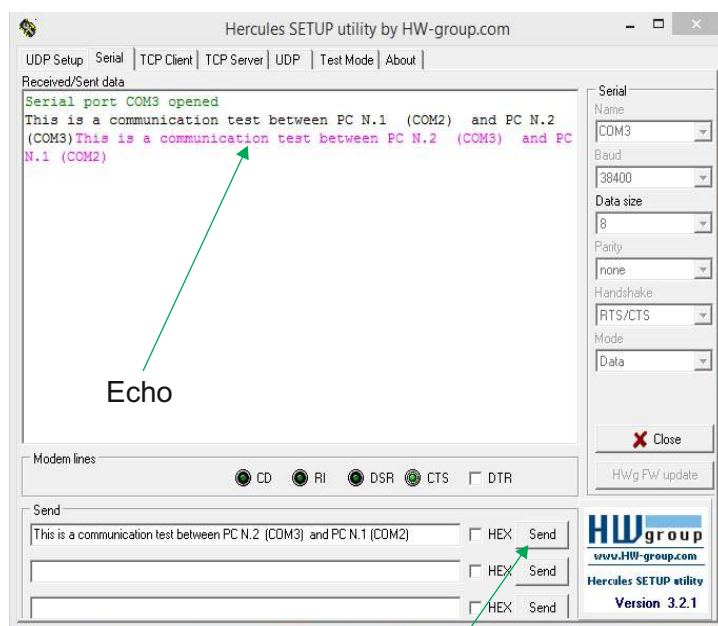 Hercules SETUP utility by HW-group.com
UDP Setup Serial TCP Client TCP Server UDP Test Mode About
Received/Sent data
Serial port COM3 opened
This is a communication test between PC N.1 (COM2) and PC N.2
(COM3)This is a communication test between PC N.2 (COM3) and PC
N.1 (COM2)
Echo
Serial
Name
COM3
Baud
38400
Data size
8
Parity
none
Handshake
RTS/CTS
Mode
Data
Close
HWg FW update
Modem lines
CD RI DSR CTS DTR
Send
This is a communication test between PC N.2 (COM3) and PC N.1 (COM2) HEX Send
HEX Send
HEX Send
HW group
www.HW-group.com
Hercules SETUP utility
Version 3.2.1